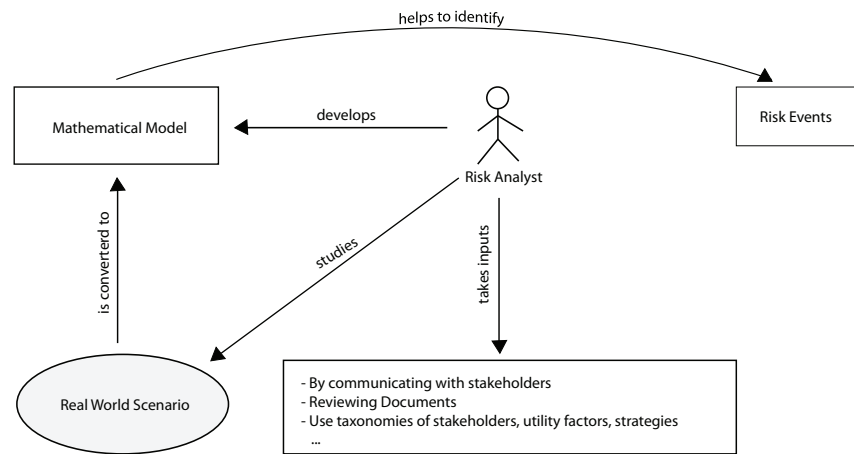 helps to identify
Mathematical Model
develops
Risk Events
Risk Analyst
is converterd to
studies
takes inputs
Real World Scenario
- By communicating with stakeholders
- Reviewing Documents
- Use taxonomies of stakeholders, utility factors, strategies
...